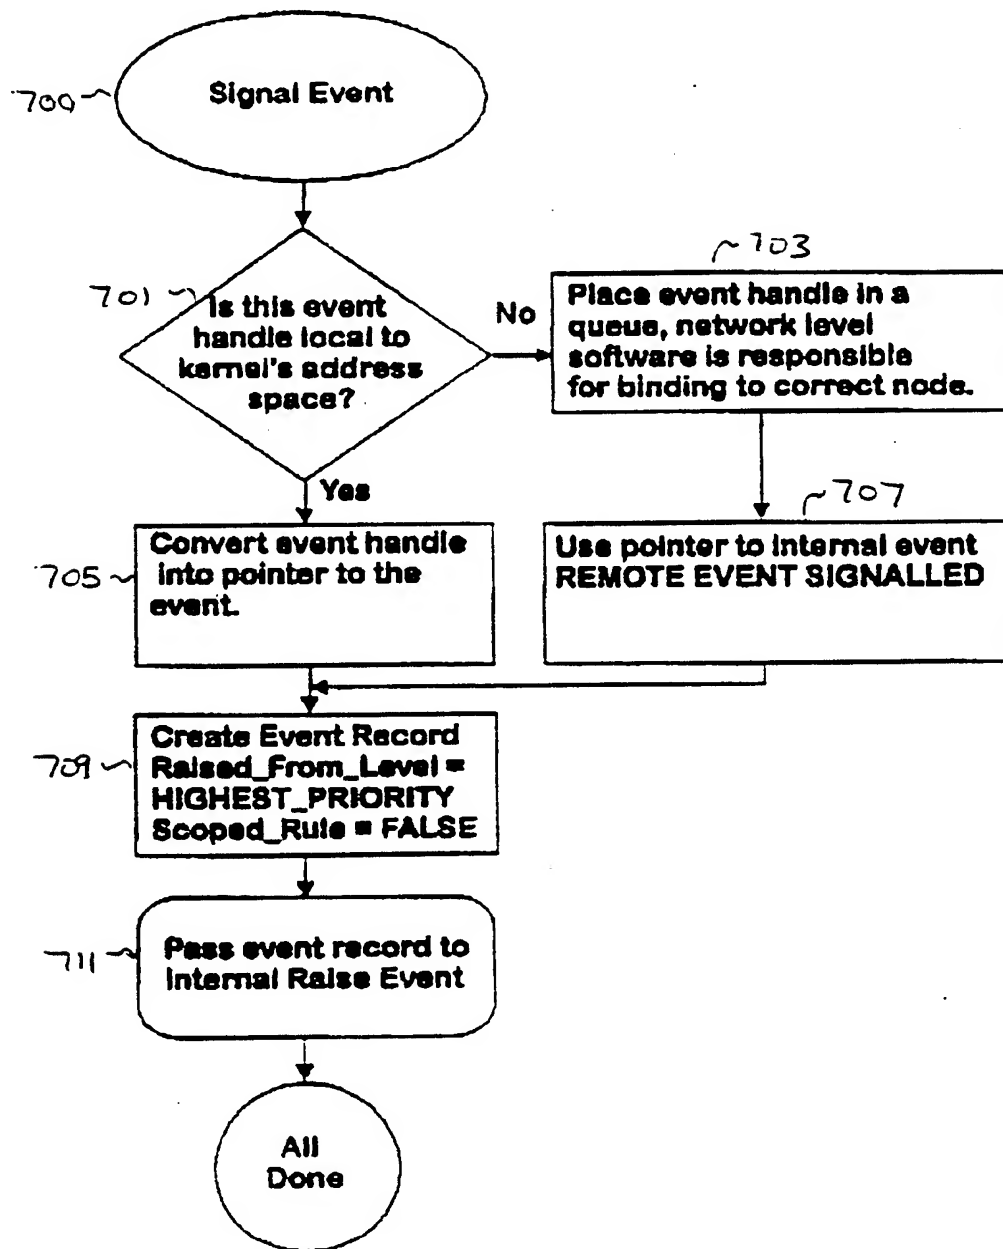 700
Signal Event
703
701
Is this event
handle local to
kernel's address
space?
No
Place event handle in a
queue, network level
software is responsible
for binding to correct node.
Yes
707
705
Convert event handle
into pointer to the
event.
Use pointer to internal event
REMOTE EVENT SIGNALLED
709
Create Event Record
Raised_From_Level =
HIGHEST_PRIORITY
Scoped_Rule = FALSE
711
Pass event record to
Internal Raise Event
All
Done